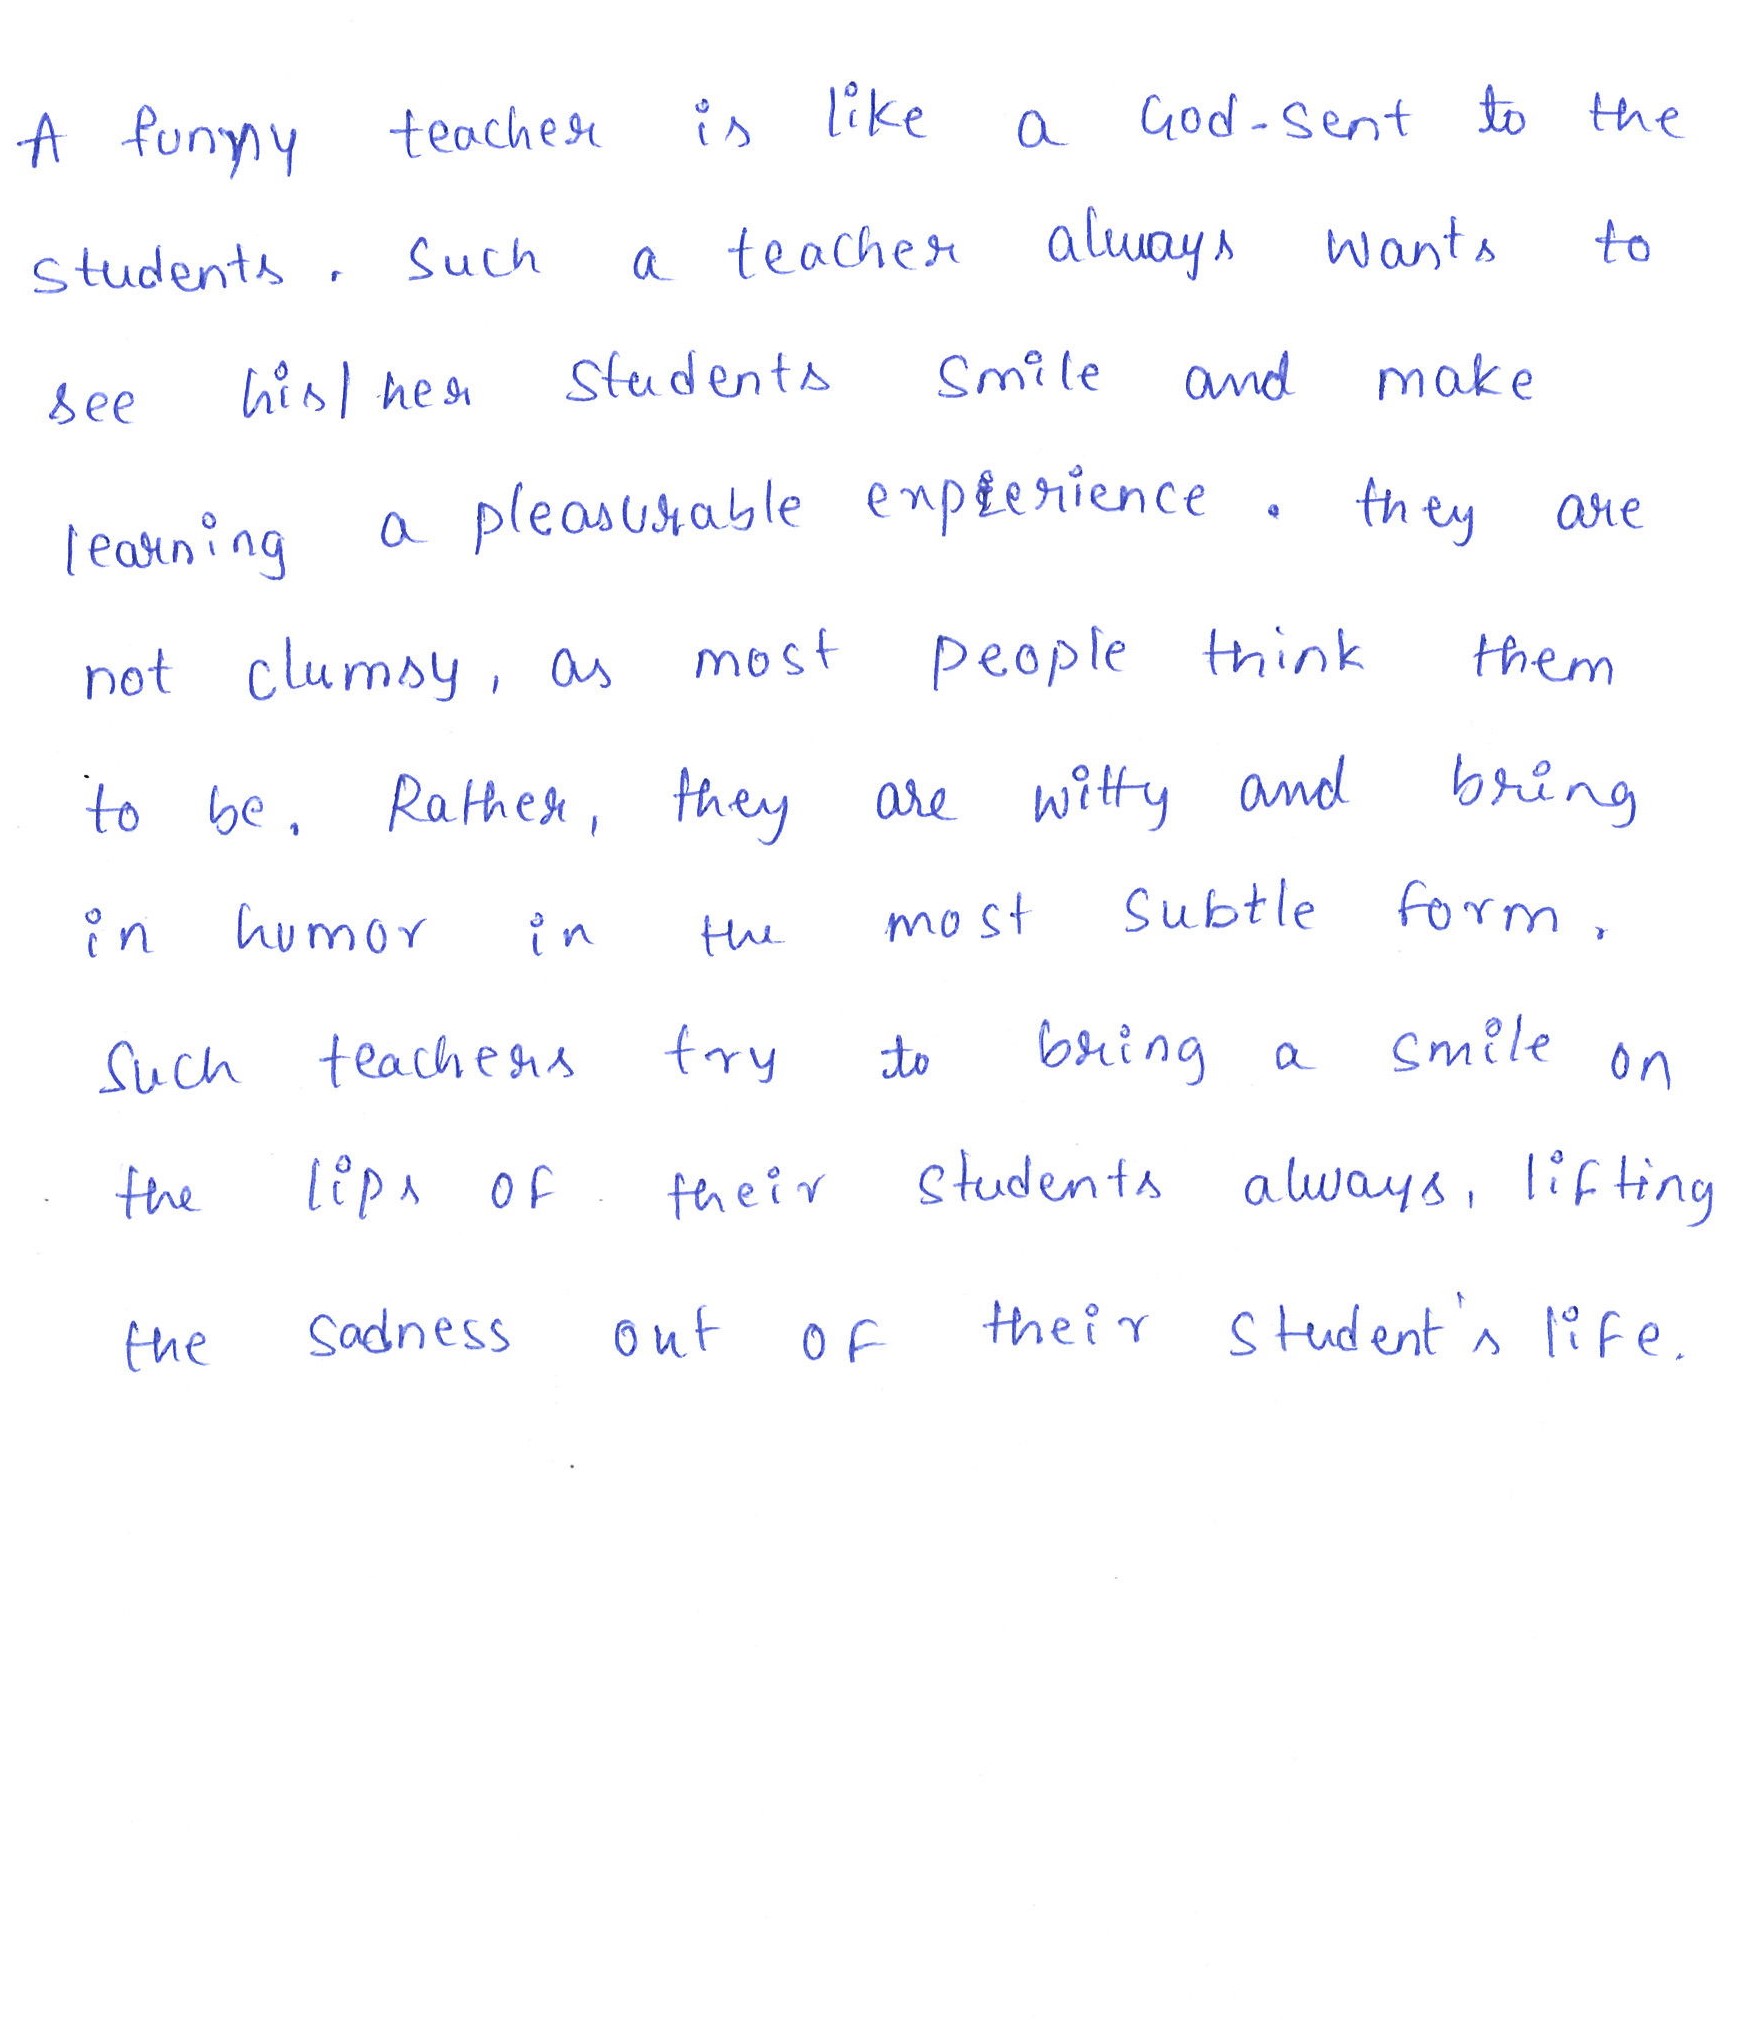 A funny teacher is like a God-sent to the
students. Such a teacher always wants to
see his/her students smile and make
learning a pleasurable experience. they are
not clumsy, as most people think them
to be. Rather, they are witty and bring
in humor in the most subtle form.
Such teachers try to bring a smile on
the lips of their students always, lifting
the sadness out of their student's life.